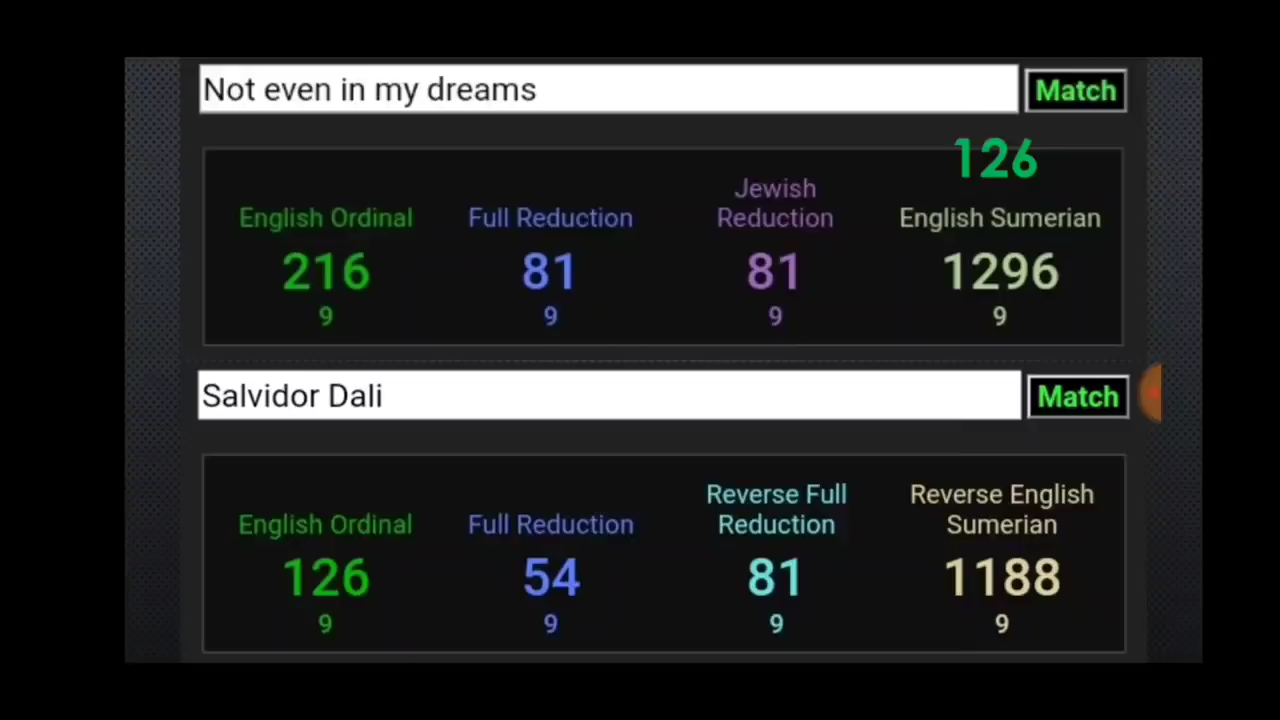 Not even in my dreams Match
126
Jewish
English Ordinal Full Reduction Reduction English Sumerian
216 81 81 1296
9 9 9 9
Salvidor Dali Match
Reverse Full Reverse English
English Ordinal Full Reduction Reduction Sumerian
126 54 81 1188
9 9 9 9